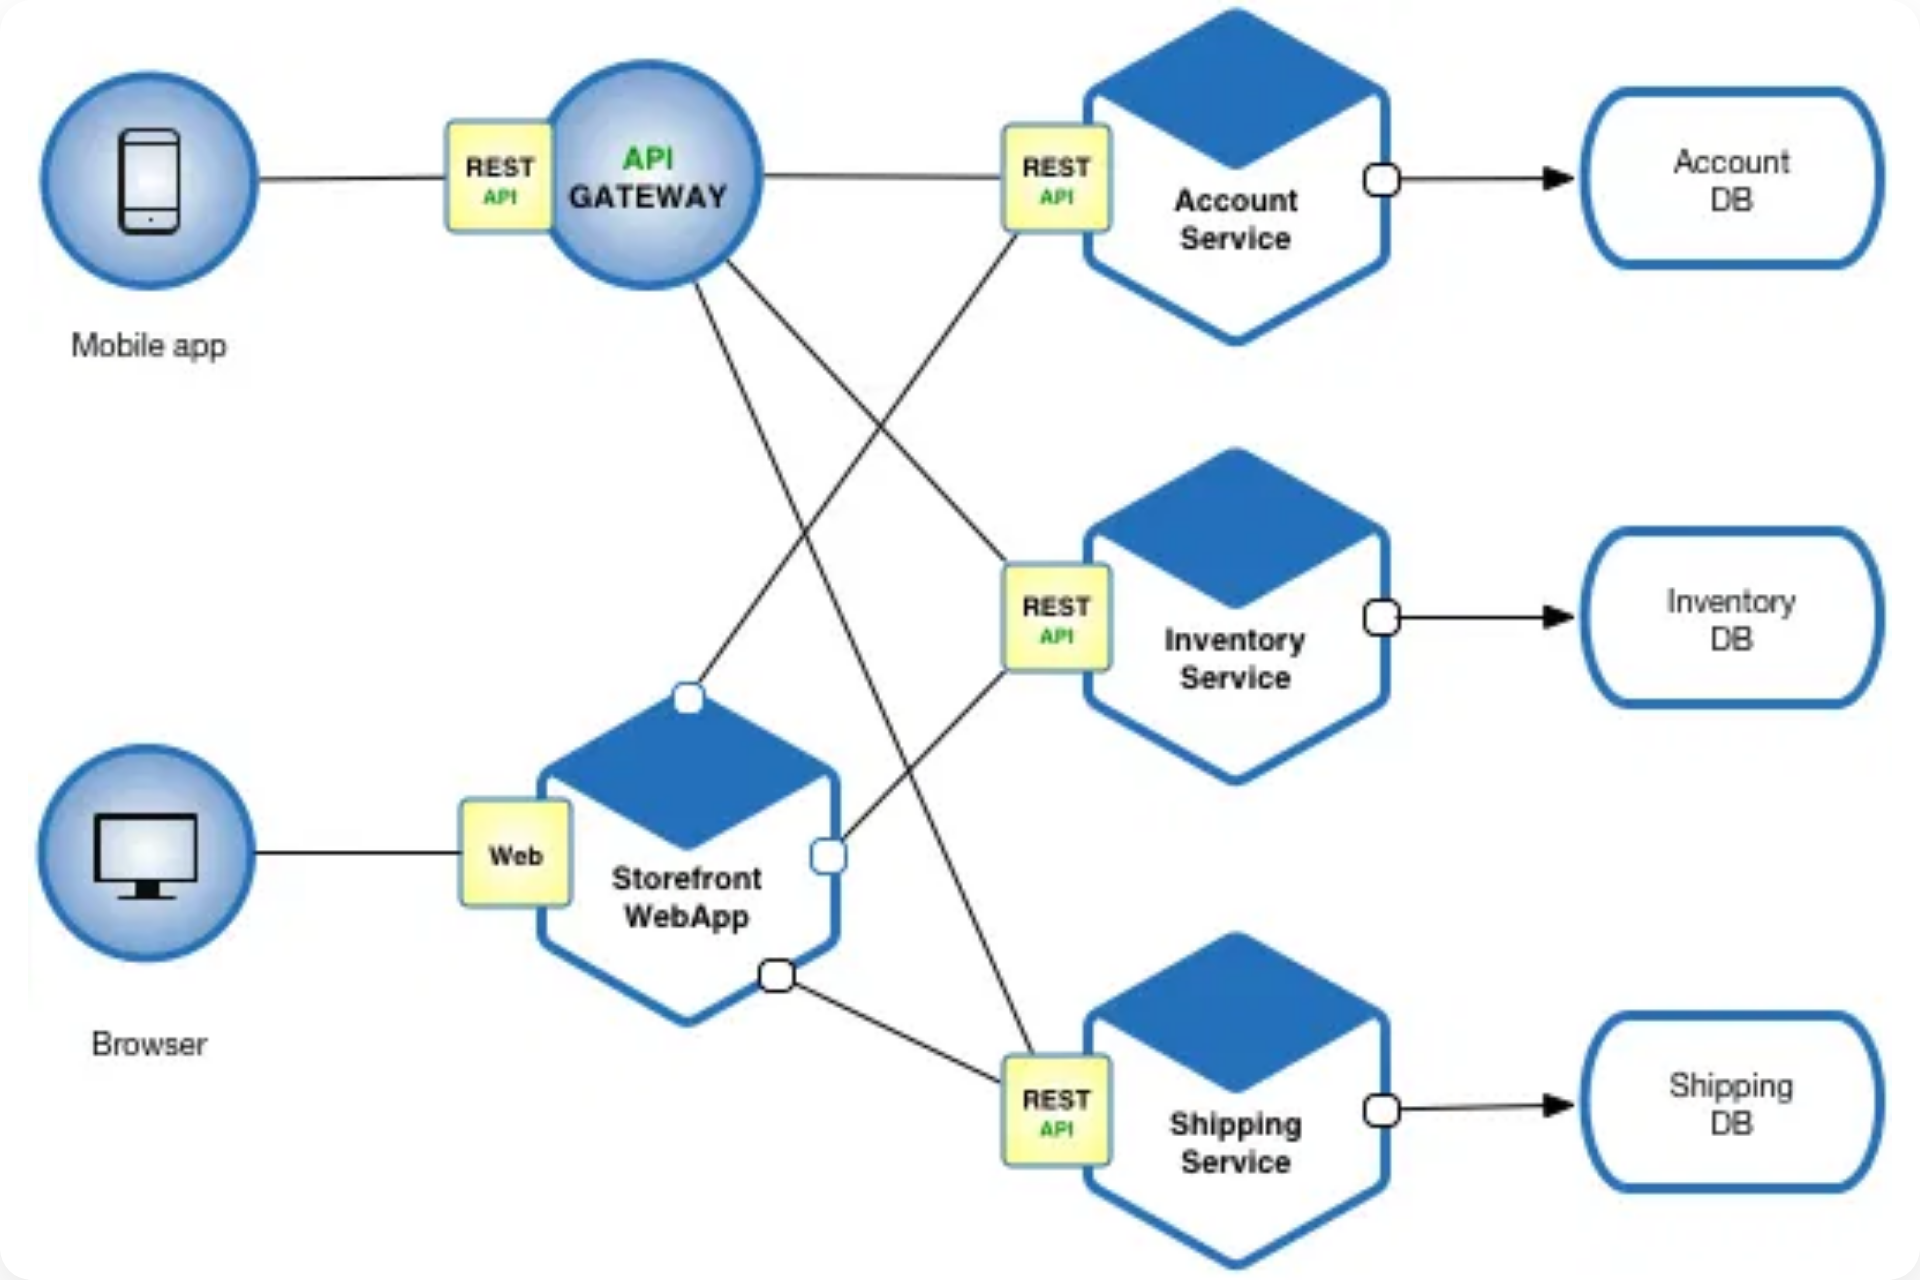 REST
API
API
GATEWAY
REST
API
Account
Service
Account
DB
Mobile app
REST
API
Inventory
Service
Inventory
DB
Web
Storefront
WebApp
Browser
REST
API
Shipping
Service
Shipping
DB